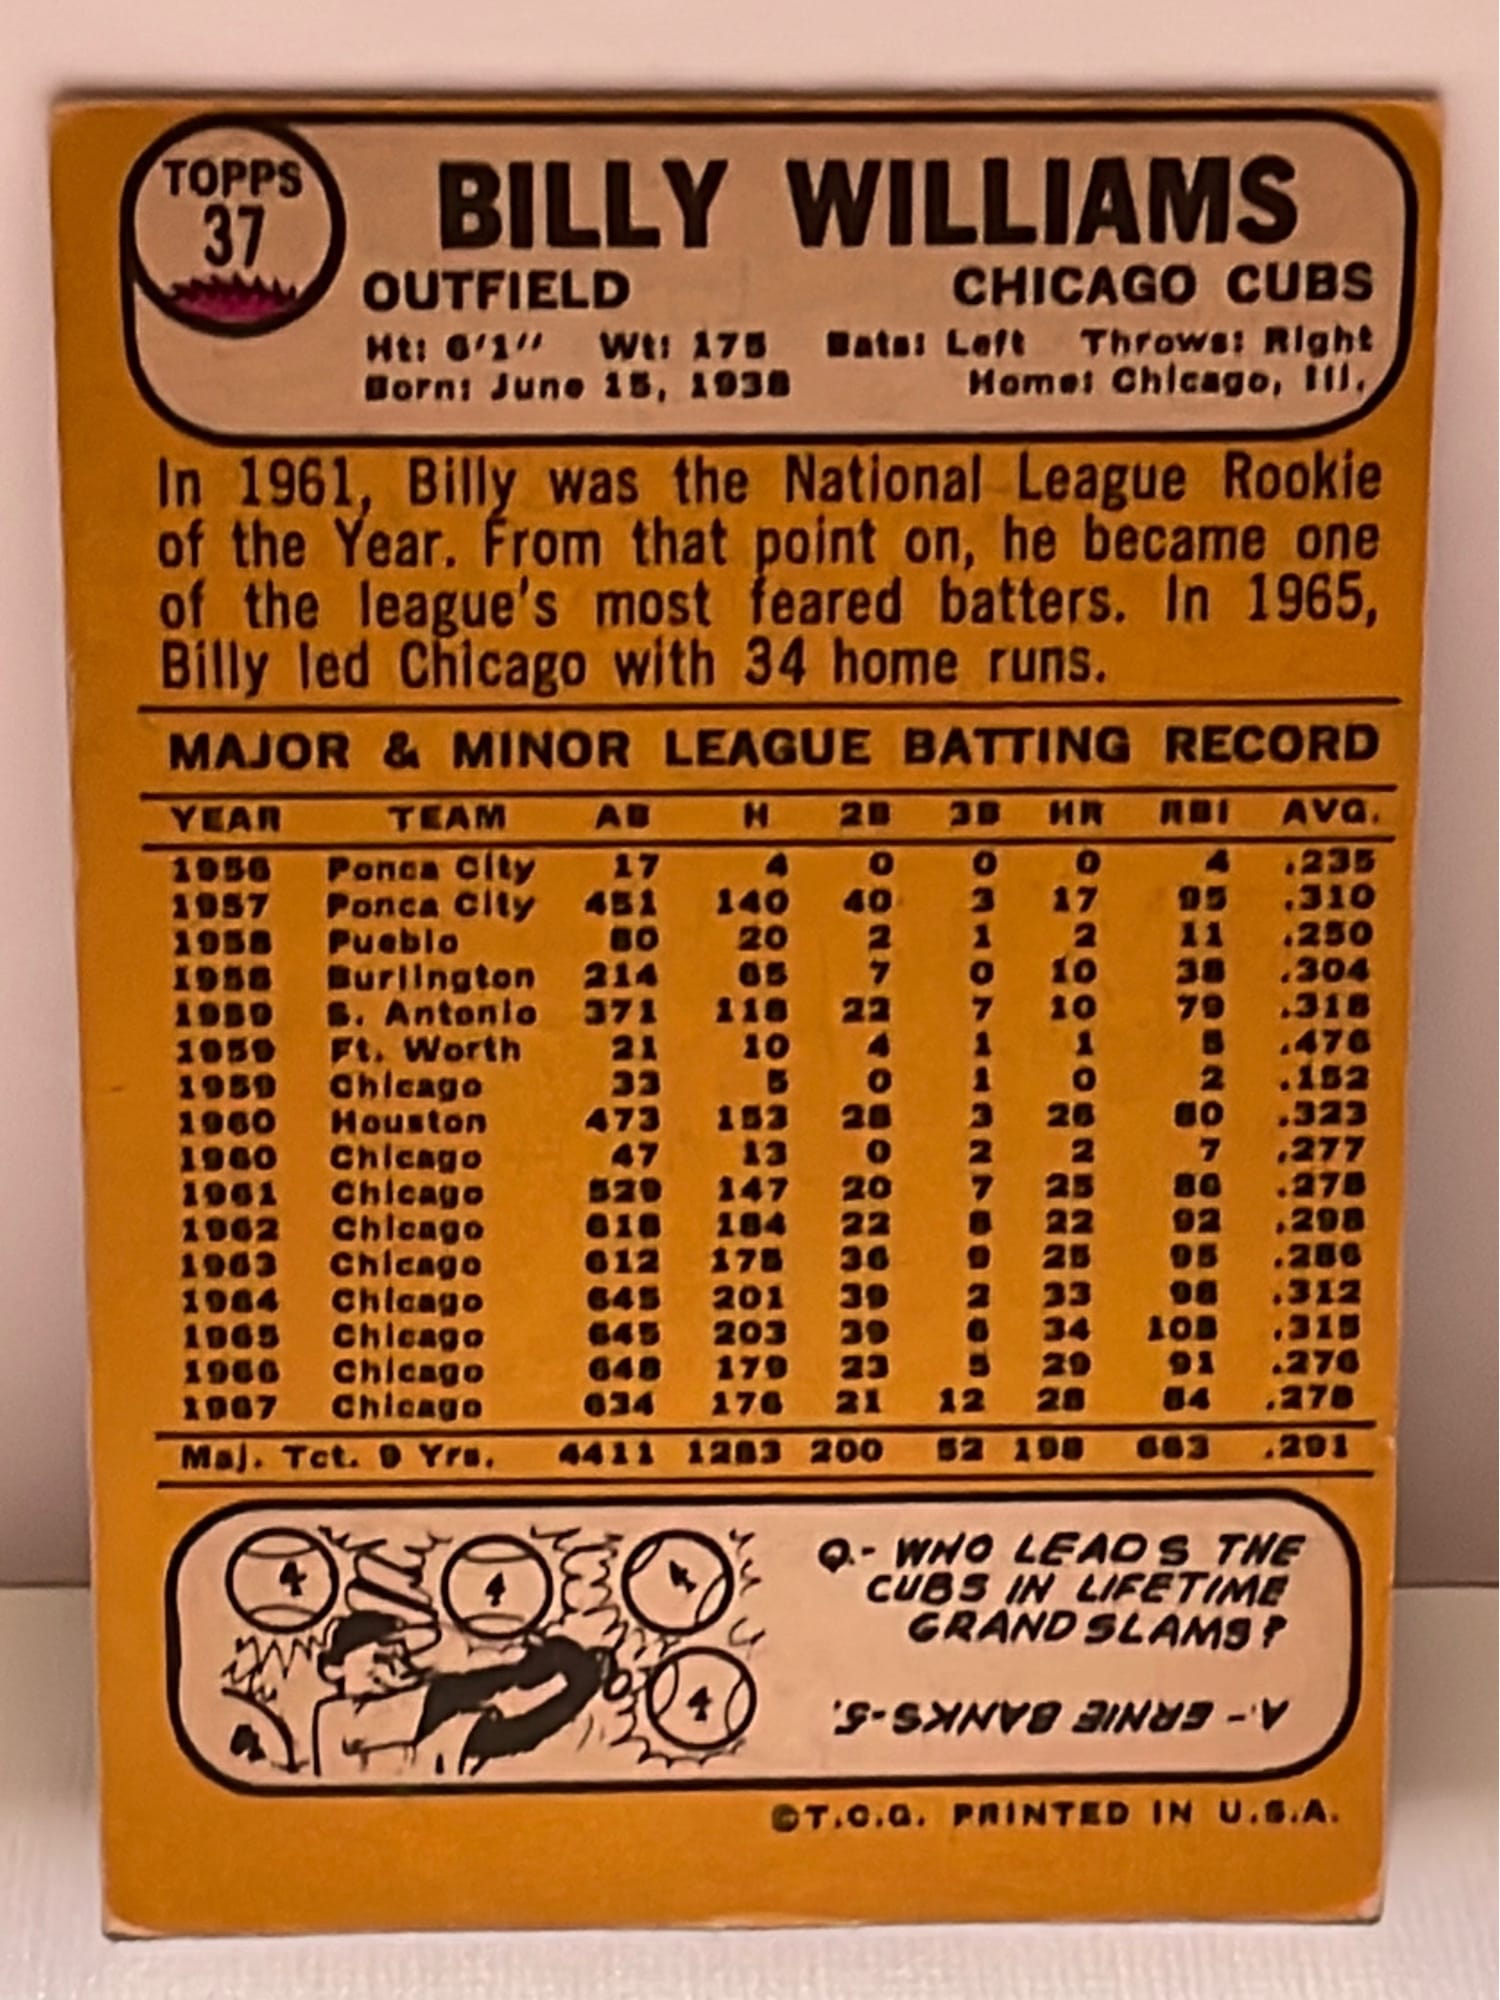 TOPPS
37
BILLY WILLIAMS
OUTFIELD CHICAGO CUBS
Ht: 6'1" Wt: 175 Bats: Left Throws: Right
Born: June 15, 1938 Home: Chicago, Ill.
In 1961, Billy was the National League Rookie
of the Year. From that point on, he became one
of the league's most feared batters. In 1965,
Billy led Chicago with 34 home runs.
MAJOR & MINOR LEAGUE BATTING RECORD
YEAR TEAM AB H 2B 3B HR RBI AVG.
1956 Ponca City 17 4 0 0 0 4 .235
1957 Ponca City 451 140 40 3 17 95 .310
1958 Pueblo 80 20 2 1 2 11 .250
1958 Burlington 214 65 7 0 10 38 .304
1959 S. Antonio 371 118 22 7 10 79 .318
1959 Ft. Worth 21 10 4 1 1 5 .476
1959 Chicago 33 5 0 1 0 2 .152
1960 Houston 473 153 28 3 26 80 .323
1960 Chicago 47 13 0 2 2 7 .277
1961 Chicago 529 147 20 7 25 86 .278
1962 Chicago 618 184 22 8 22 92 .298
1963 Chicago 612 175 36 9 25 95 .286
1964 Chicago 645 201 39 2 33 98 .312
1965 Chicago 645 203 39 6 34 108 .315
1966 Chicago 648 179 23 5 29 91 .276
1967 Chicago 634 176 21 12 28 84 .278
Maj. Tot. 9 Yrs. 4411 1283 200 52 198 663 .291
4 4 4
4
Q.- WHO LEADS THE
CUBS IN LIFETIME
GRAND SLAMS?
A.- ERNIE BANKS-5.
©T.C.G. PRINTED IN U.S.A.